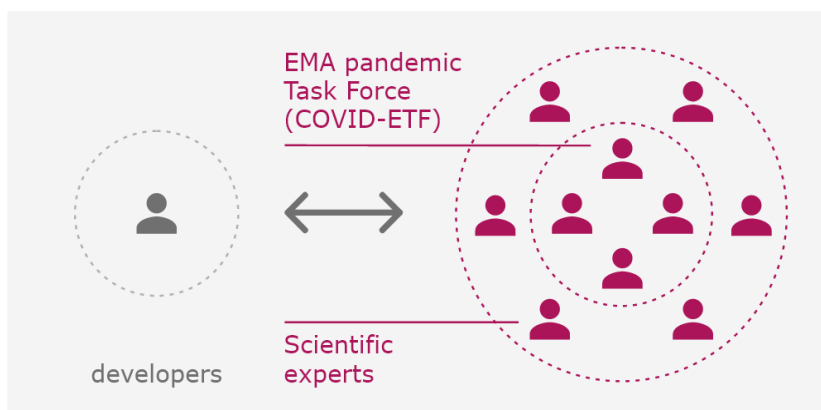 EMA pandemic
Task Force
(COVID-ETF)
Scientific
experts
developers